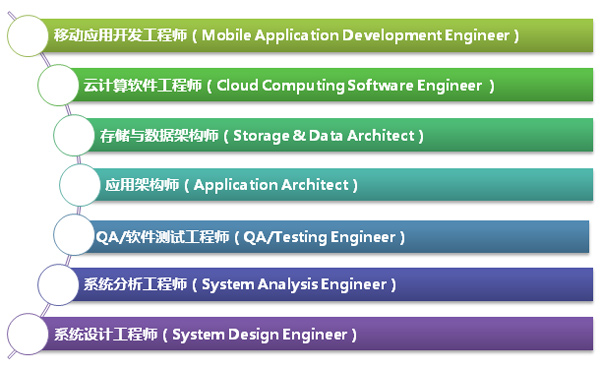 移动应用开发工程师（Mobile Application Development Engineer）
云计算软件工程师（Cloud Computing Software Engineer ）
存储与数据架构师（Storage & Data Architect）
应用架构师（Application Architect）
QA/软件测试工程师（QA/Testing Engineer）
系统分析工程师（System Analysis Engineer）
系统设计工程师（System Design Engineer）